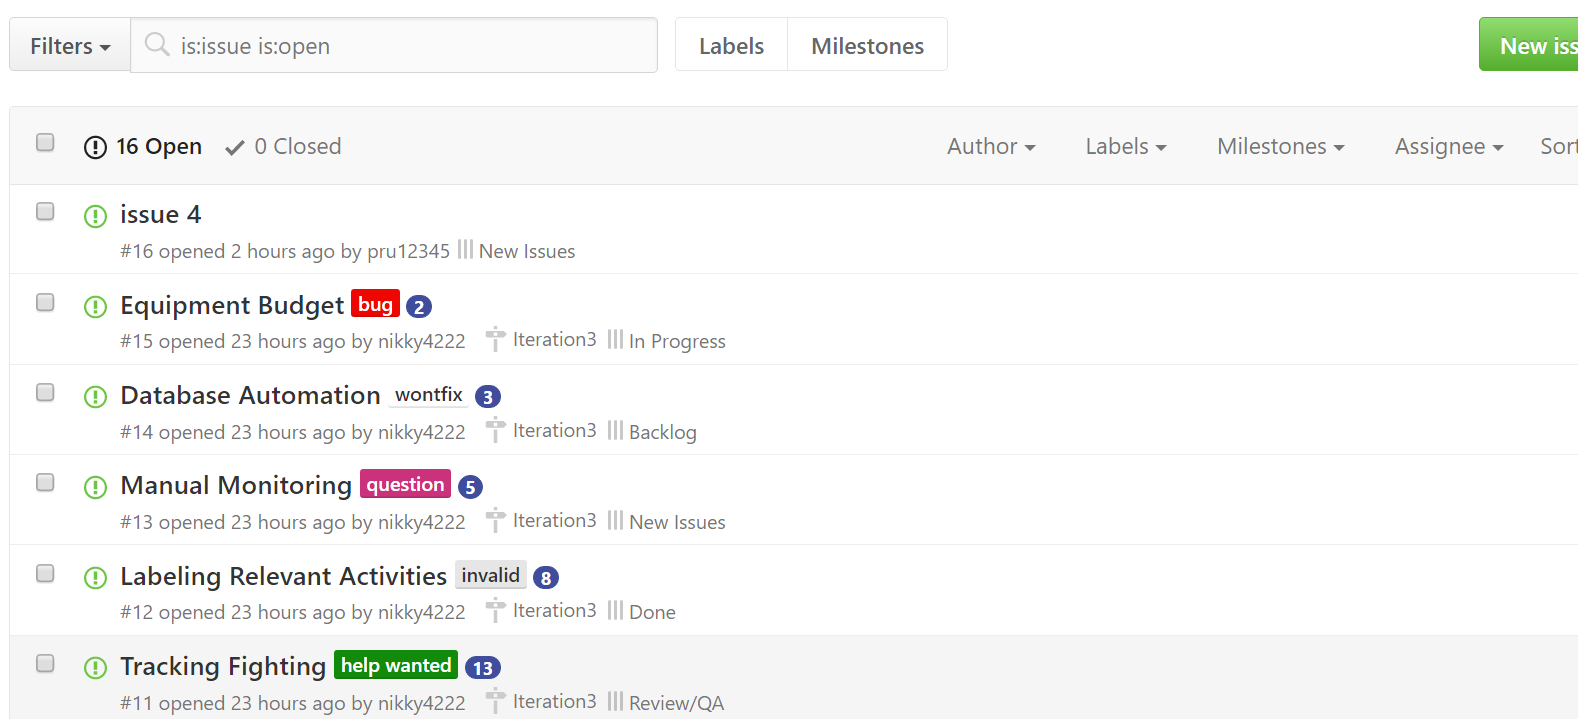 Filters is:issue is:open Labels Milestones New iss
16 Open 0 Closed Author Labels Milestones Assignee Sort
issue 4
#16 opened 2 hours ago by pru12345 New Issues
Equipment Budget bug 2
#15 opened 23 hours ago by nikky4222 Iteration3 In Progress
Database Automation wontfix 3
#14 opened 23 hours ago by nikky4222 Iteration3 Backlog
Manual Monitoring question 5
#13 opened 23 hours ago by nikky4222 Iteration3 New Issues
Labeling Relevant Activities invalid 8
#12 opened 23 hours ago by nikky4222 Iteration3 Done
Tracking Fighting help wanted 13
#11 opened 23 hours ago by nikky4222 Iteration3 Review/QA